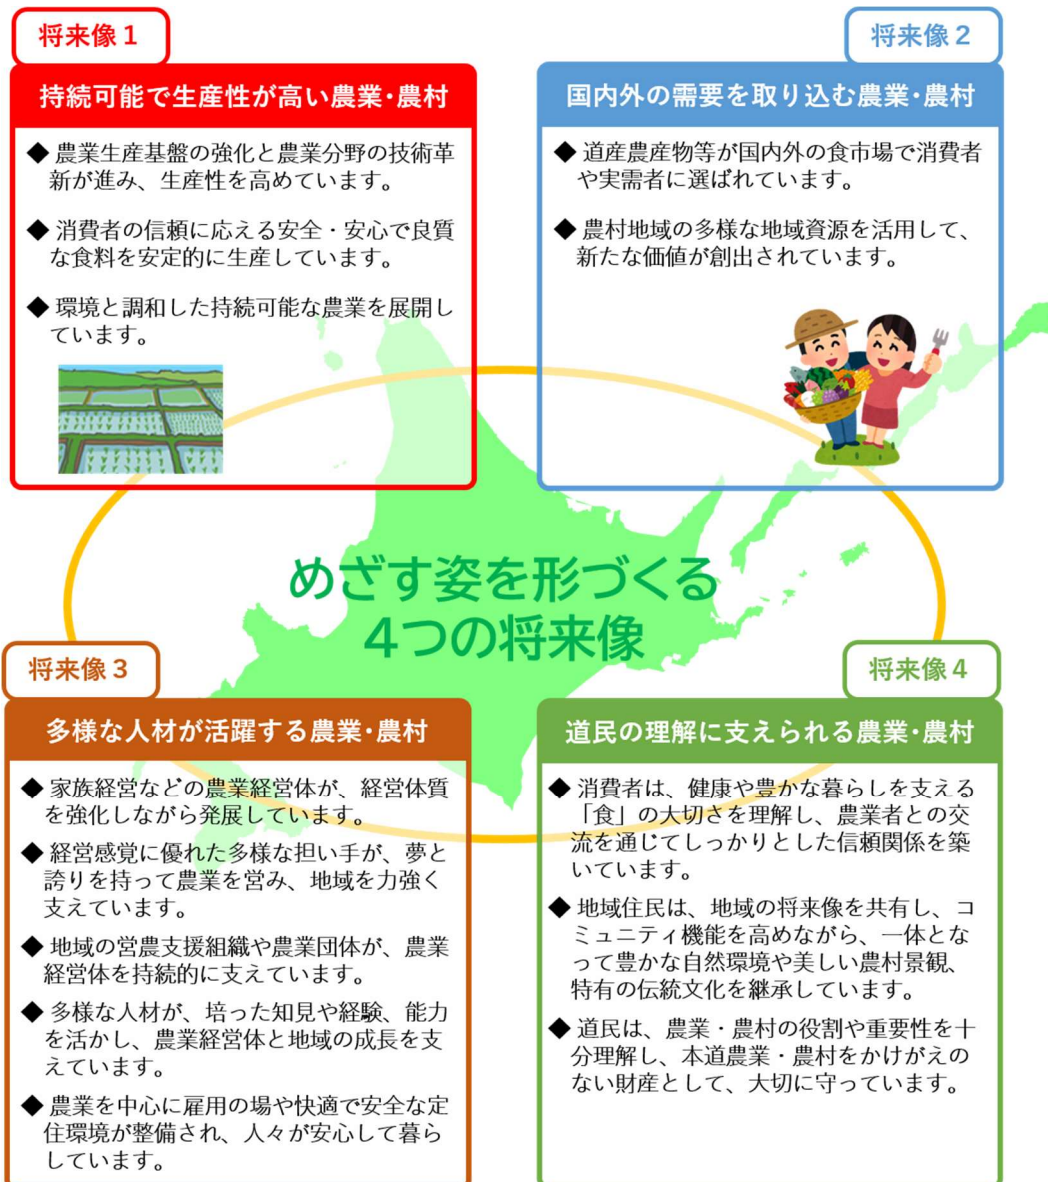 将来像1
持続可能で生産性が高い農業･農村
◆ 農業生産基盤の強化と農業分野の技術革
新が進み、生産性を高めています。
◆ 消費者の信頼に応える安全・安心で良質
な食料を安定的に生産しています。
◆ 環境と調和した持続可能な農業を展開し
ています。
将来像2
国内外の需要を取り込む農業･農村
◆ 道産農産物等が国内外の食市場で消費者
や実需者に選ばれています。
◆ 農村地域の多様な地域資源を活用して、
新たな価値が創出されています。
めざす姿を形づくる
4つの将来像
将来像3
多様な人材が活躍する農業･農村
◆ 家族経営などの農業経営体が、経営体質
を強化しながら発展しています。
◆ 経営感覚に優れた多様な担い手が、夢と
誇りを持って農業を営み、地域を力強く
支えています。
◆ 地域の営農支援組織や農業団体が、農業
経営体を持続的に支えています。
◆ 多様な人材が、培った知見や経験、能力
を活かし、農業経営体と地域の成長を支
えています。
◆ 農業を中心に雇用の場や快適で安全な定
住環境が整備され、人々が安心して暮ら
しています。
将来像4
道民の理解に支えられる農業･農村
◆ 消費者は、健康や豊かな暮らしを支える
「食」の大切さを理解し、農業者との交
流を通じてしっかりとした信頼関係を築
いています。
◆ 地域住民は、地域の将来像を共有し、コ
ミュニティ機能を高めながら、一体とな
って豊かな自然環境や美しい農村景観、
特有の伝統文化を継承しています。
◆ 道民は、農業・農村の役割や重要性を十
分理解し、本道農業・農村をかけがえの
ない財産として、大切に守っています。